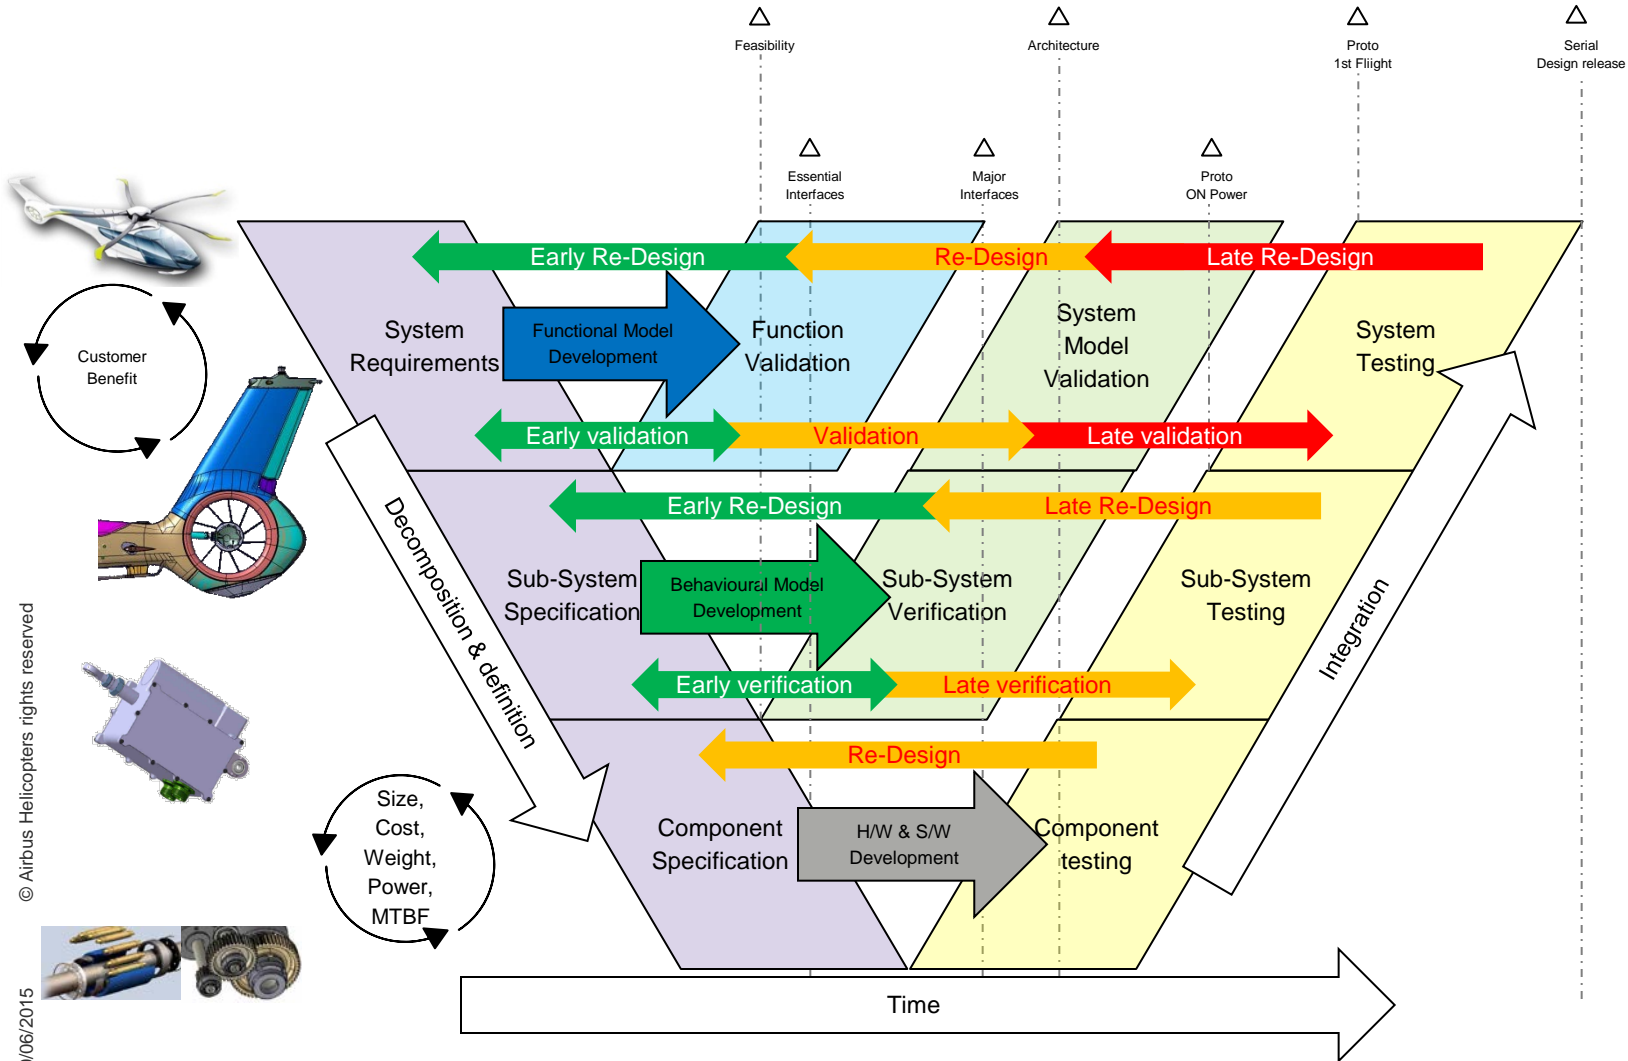 Feasibility
Architecture
Proto
1st Fliight
Serial
Design release
Essential
Interfaces
Major
Interfaces
Proto
ON Power
Early Re-Design
Re-Design
Late Re-Design
Customer
Benefit
System
Requirements
Functional Model
Development
Function
Validation
System
Model
Validation
System
Testing
Early validation
Validation
Late validation
Decomposition & definition
Early Re-Design
Late Re-Design
Sub-System
Specification
Behavioural Model
Development
Sub-System
Verification
Sub-System
Testing
Integration
Early verification
Late verification
Re-Design
Size,
Cost,
Weight,
Power,
MTBF
Component
Specification
H/W & S/W
Development
Component
testing
Time
© Airbus Helicopters rights reserved
/06/2015